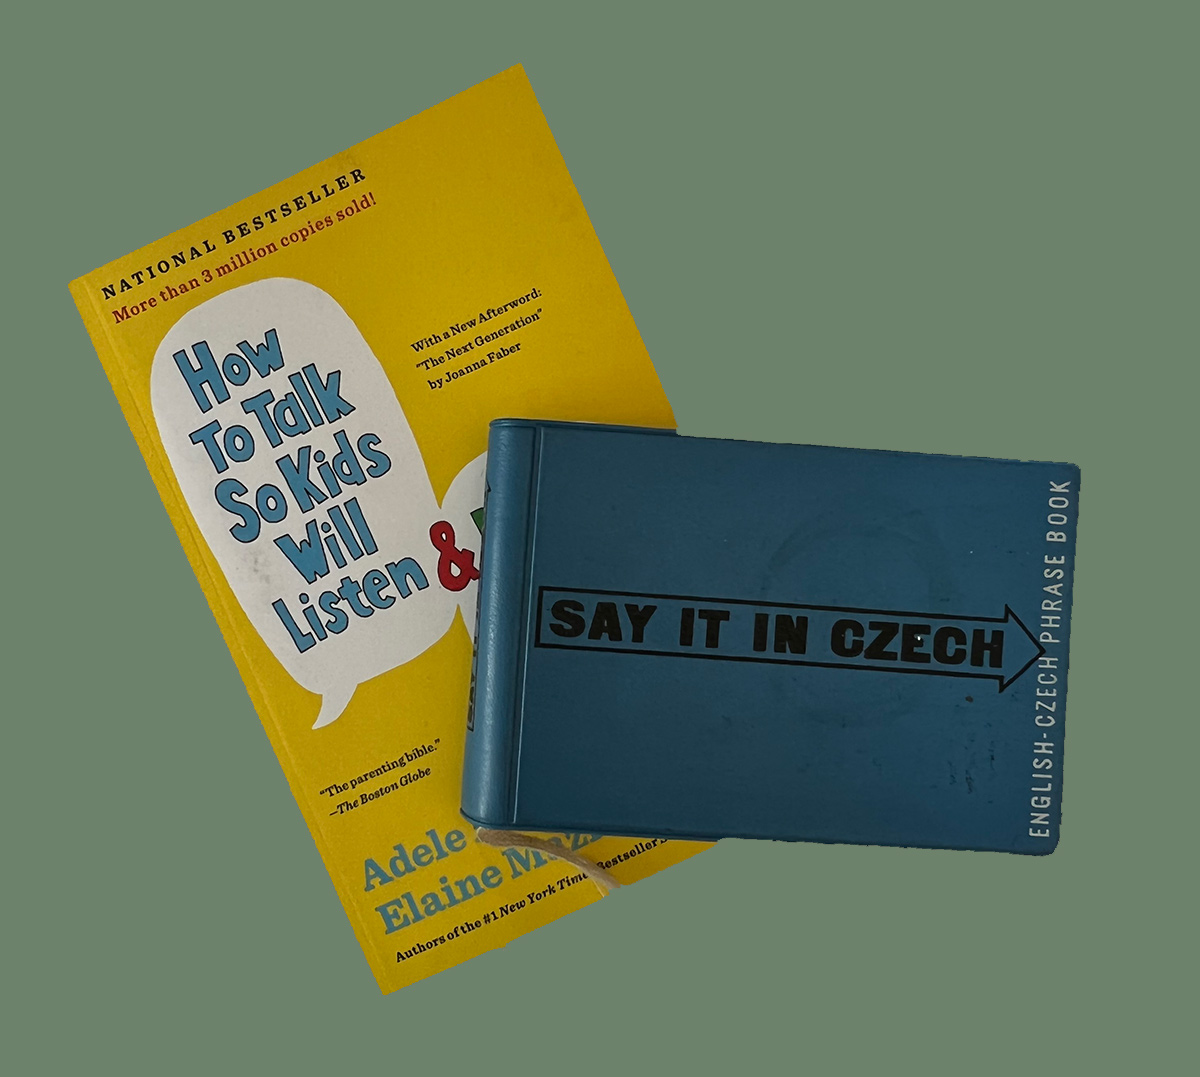 NATIONAL BESTSELLER
More than 3 million copies sold!
With a New Afterword:
"The Next Generation"
by Joanna Faber
How
To Talk
So Kids
Will
Listen &
"The parenting bible."
—The Boston Globe
Adele
Elaine
Authors of the #1 New York Times Bestseller
SAY IT IN CZECH
ENGLISH-CZECH PHRASE BOOK